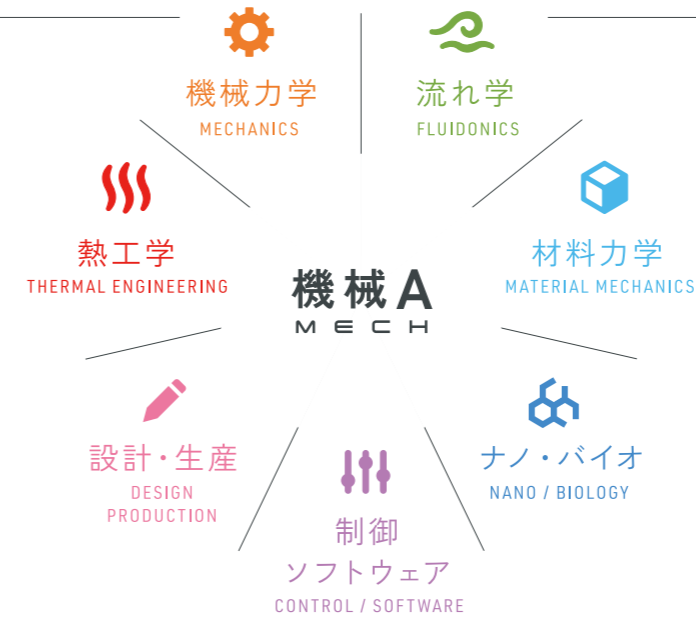 機械力学
MECHANICS
流れ学
FLUIDONICS
熱工学
THERMAL ENGINEERING
材料力学
MATERIAL MECHANICS
機械A
MECH
設計・生産
DESIGN
PRODUCTION
ナノ・バイオ
NANO / BIOLOGY
制御
ソフトウェア
CONTROL / SOFTWARE